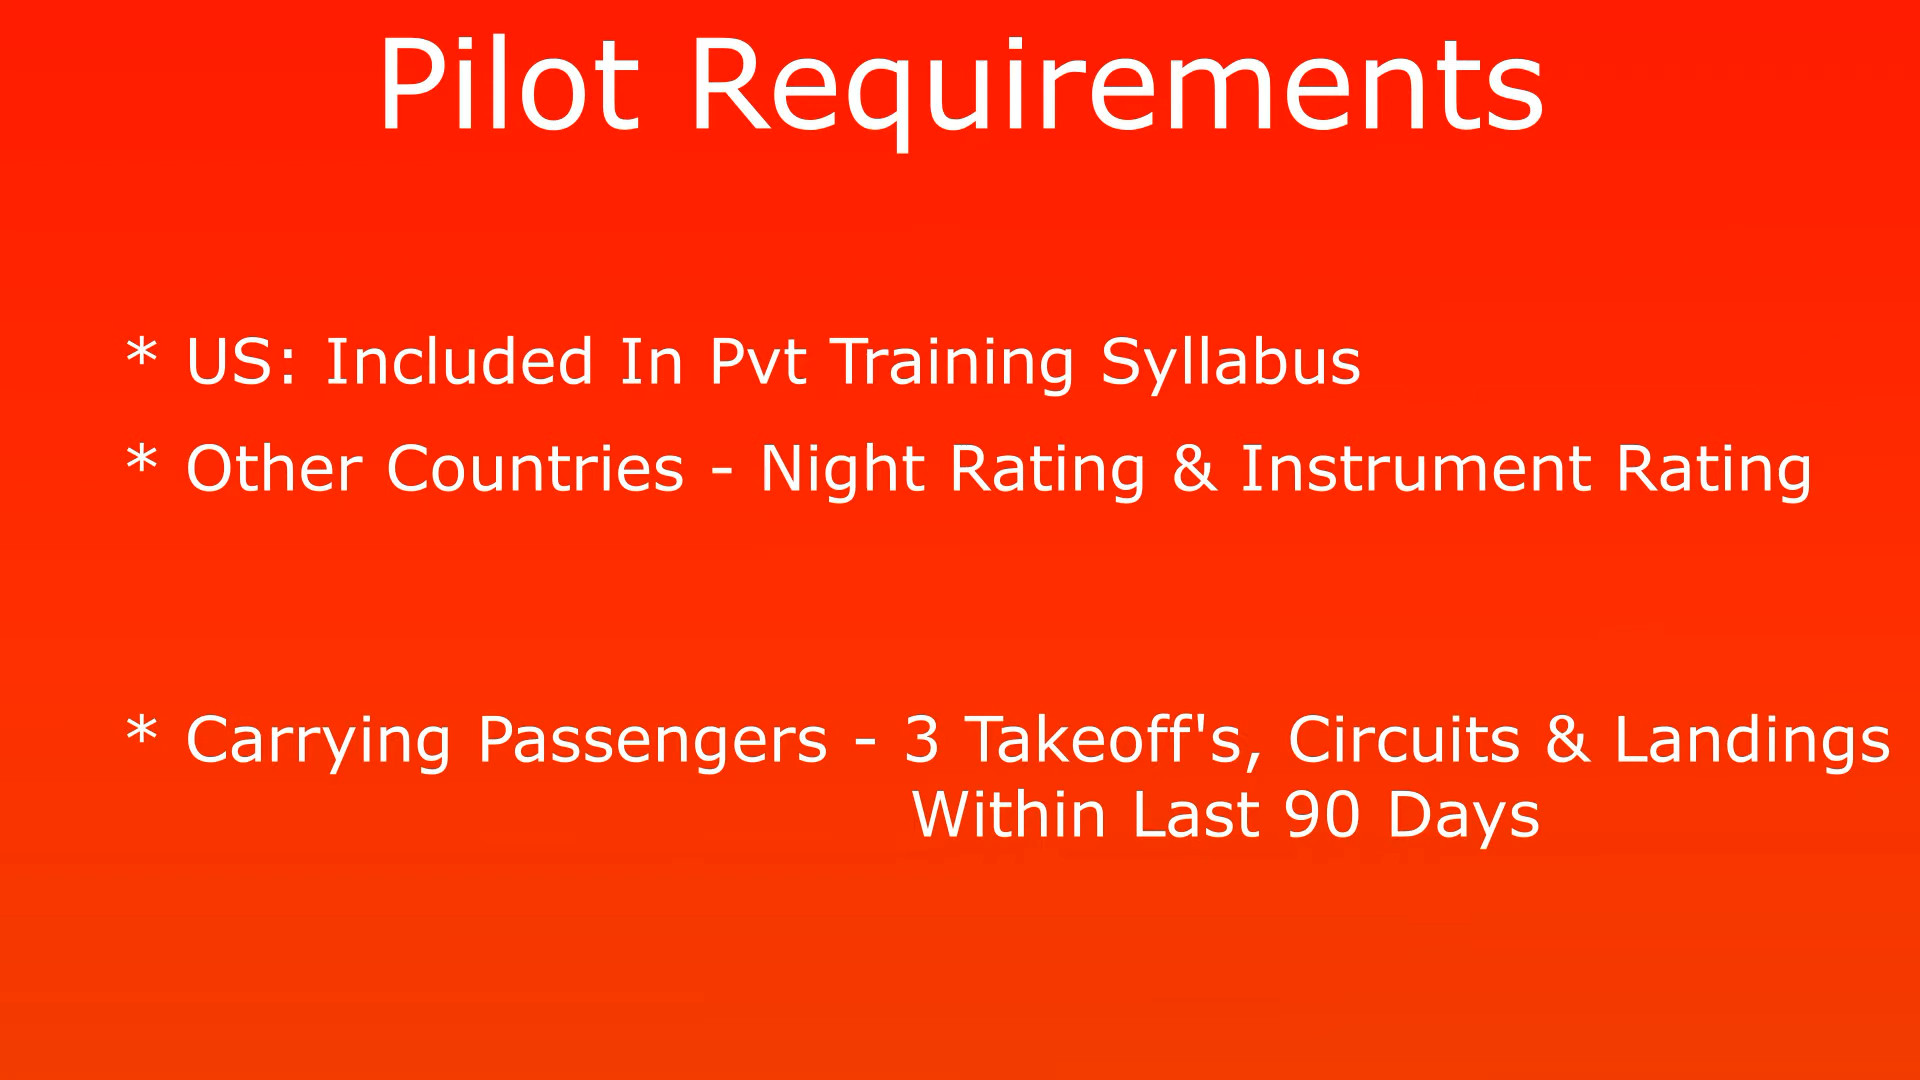 Pilot Requirements
* US: Included In Pvt Training Syllabus
* Other Countries - Night Rating & Instrument Rating
* Carrying Passengers - 3 Takeoff's, Circuits & Landings
Within Last 90 Days